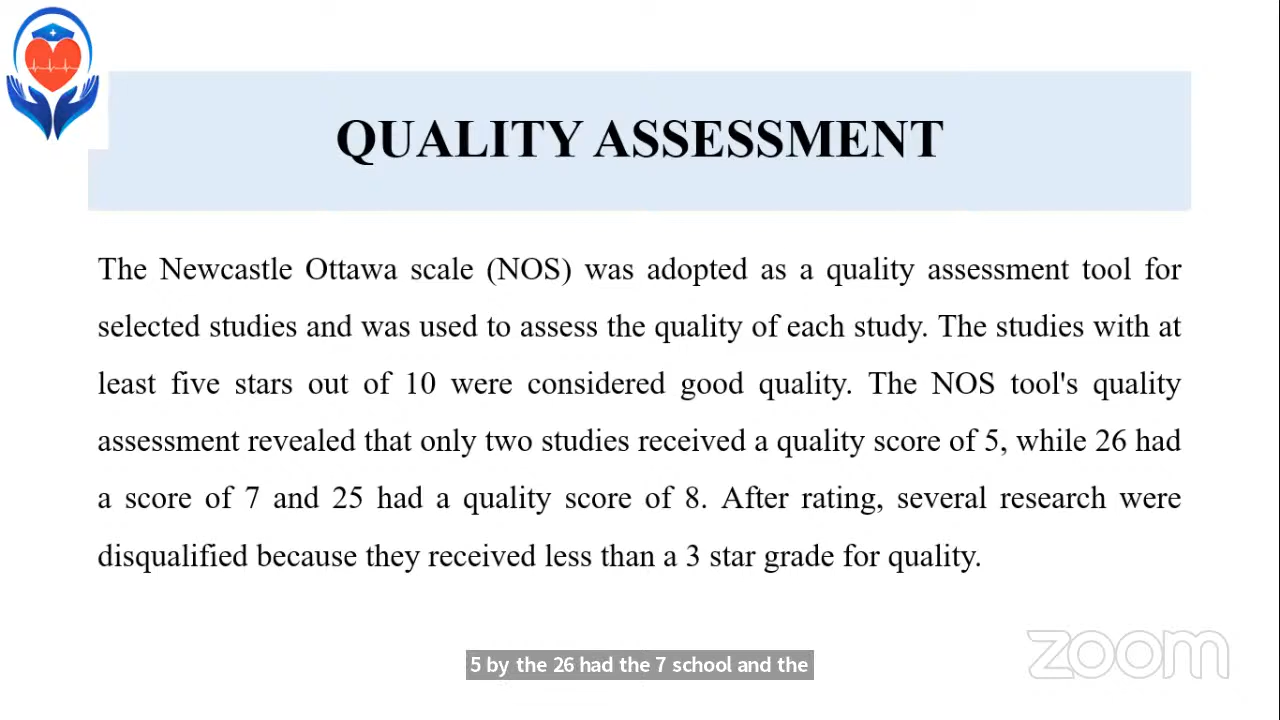 QUALITY ASSESSMENT
The Newcastle Ottawa scale (NOS) was adopted as a quality assessment tool for
selected studies and was used to assess the quality of each study. The studies with at
least five stars out of 10 were considered good quality. The NOS tool's quality
assessment revealed that only two studies received a quality score of 5, while 26 had
a score of 7 and 25 had a quality score of 8. After rating, several research were
disqualified because they received less than a 3 star grade for quality.
5 by the 26 had the 7 school and the
zoom